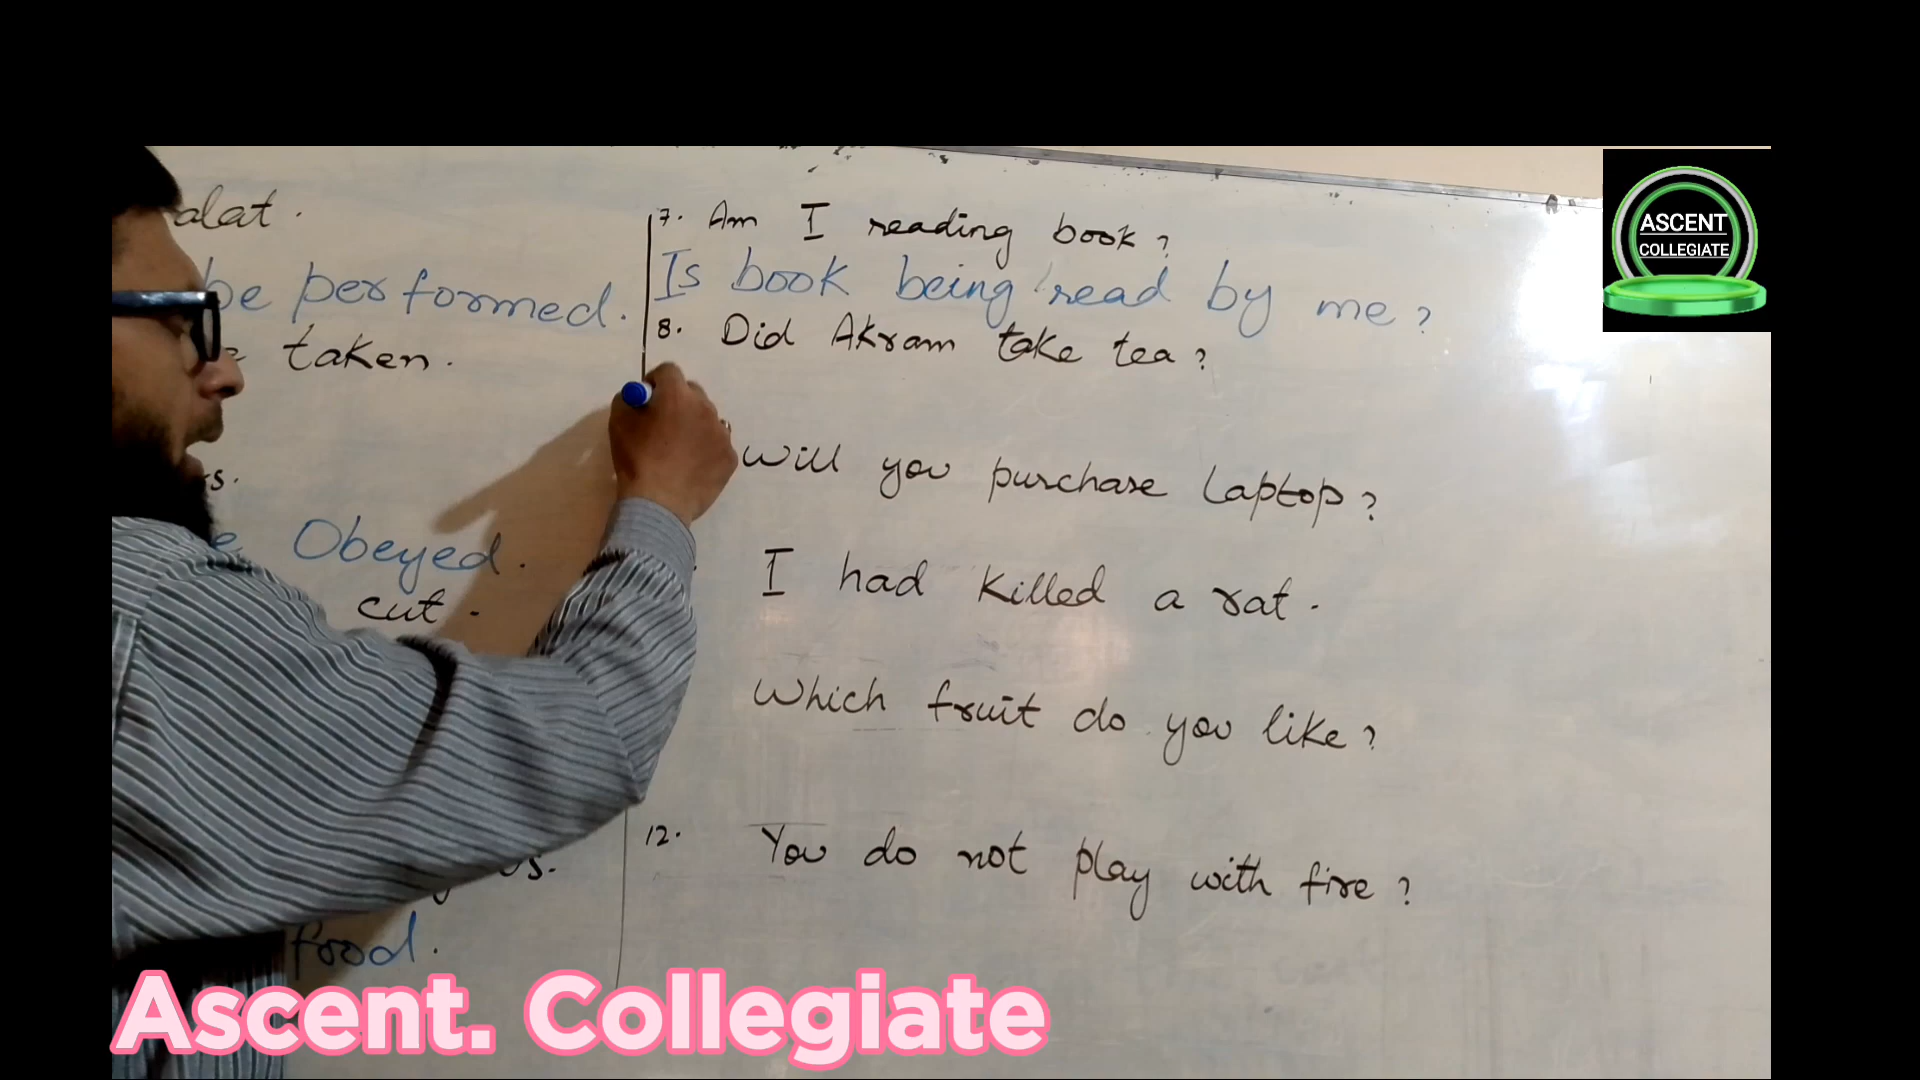 alat.
be performed.
taken.
s.
Obeyed.
cut.
s.
food.
7. Am I reading book?
Is book being read by me?
8. Did Akram take tea?
Will you purchase Laptop?
I had Killed a rat.
Which fruit do you like?
12. You do not play with fire?
ASCENT
COLLEGIATE
Ascent. Collegiate